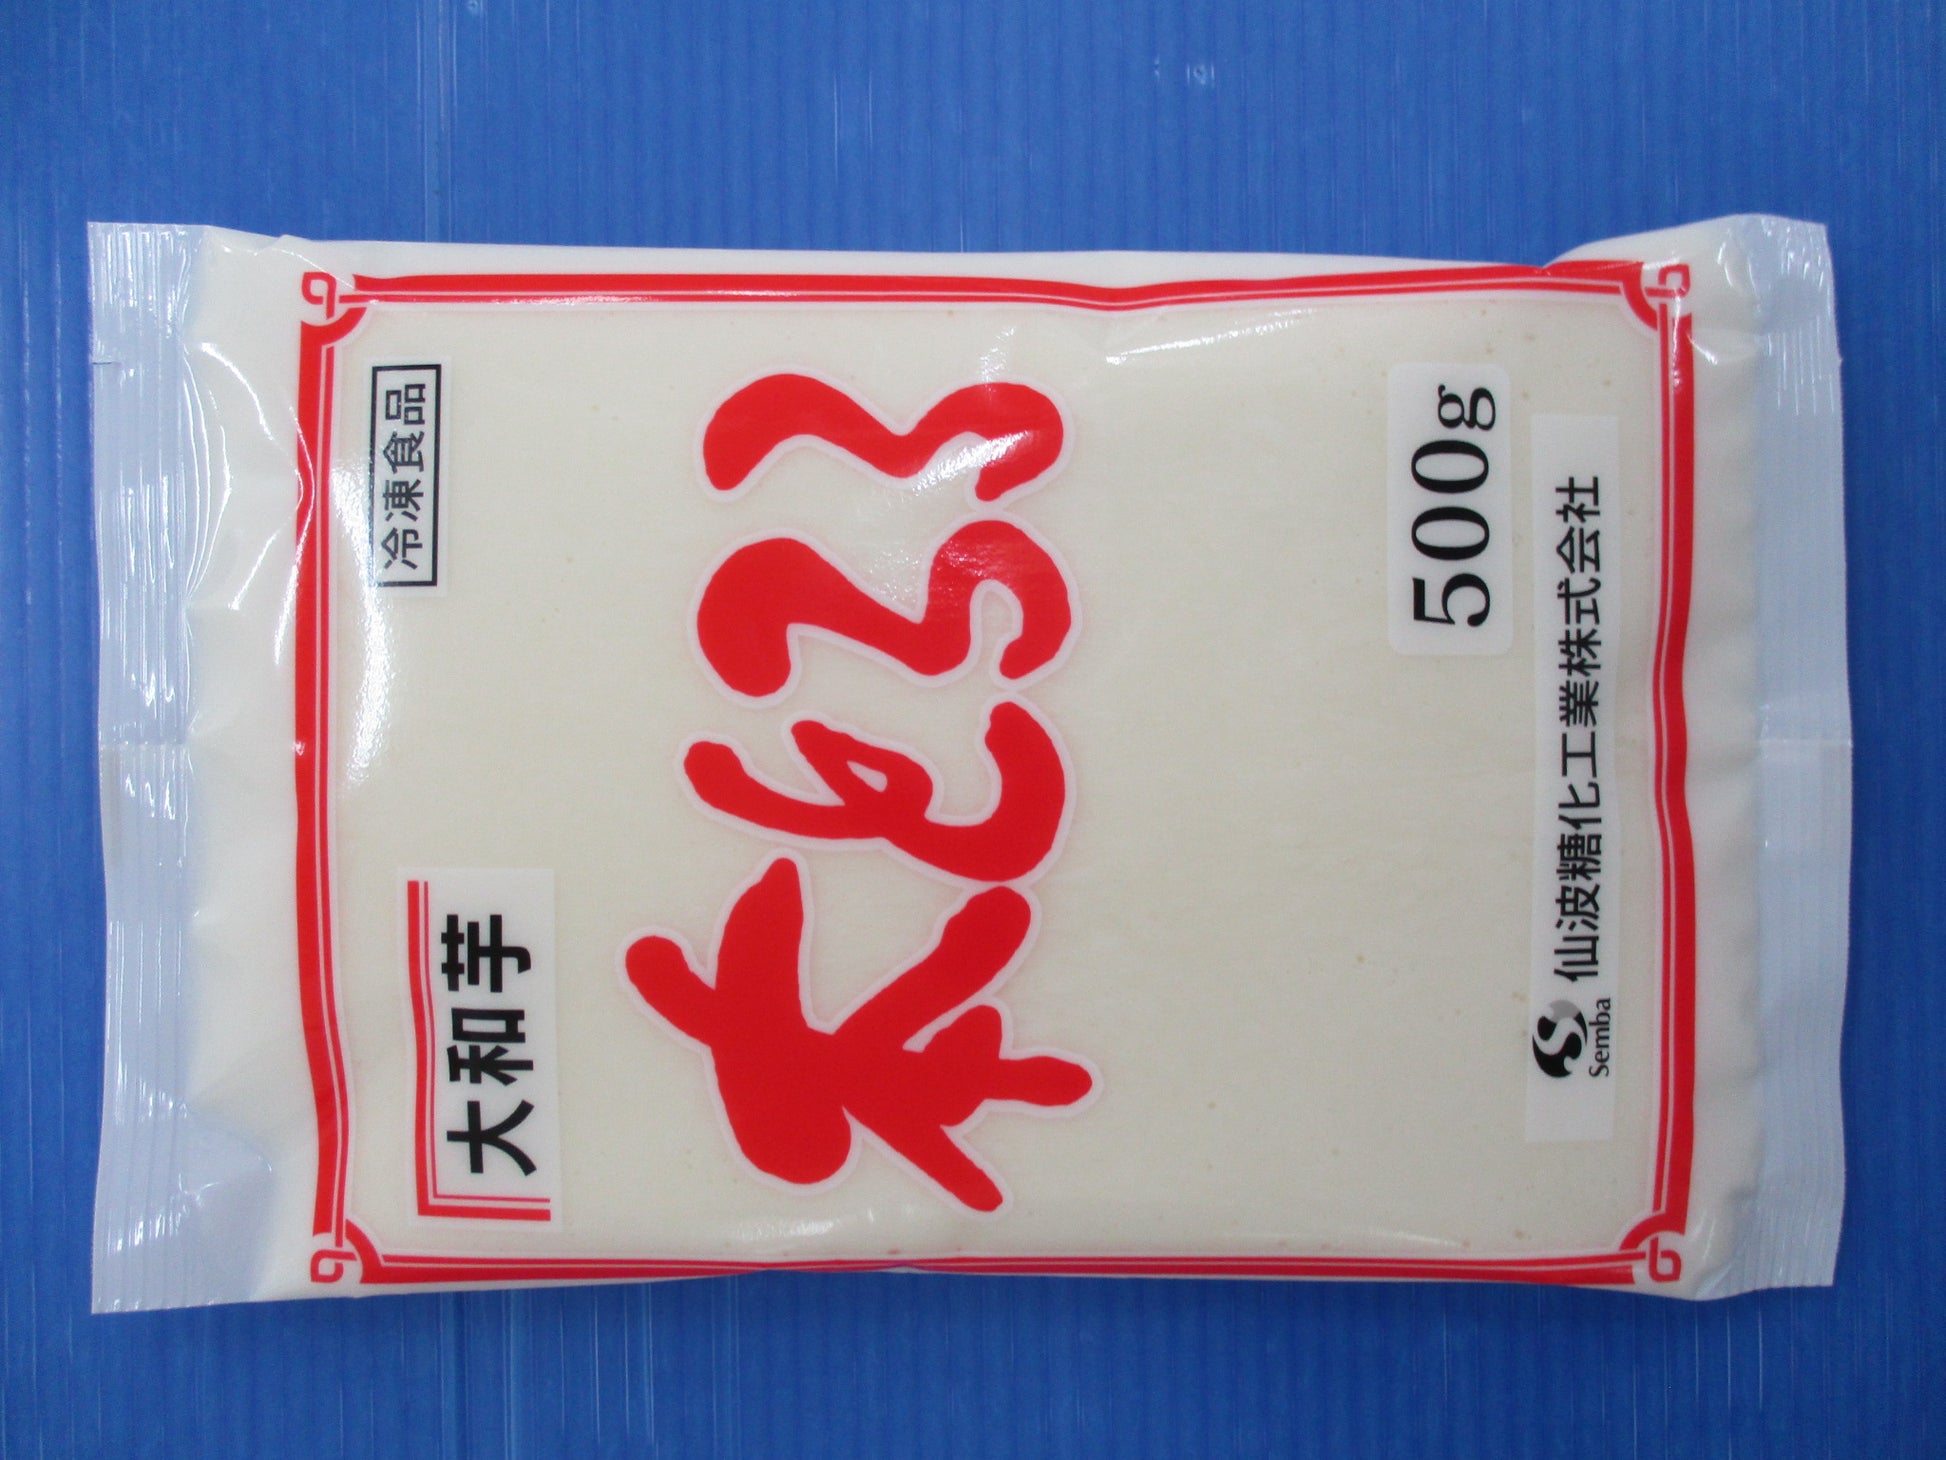 大和芋
冷凍食品
本とろろ
500g
Semba
仙波糖化工業株式会社